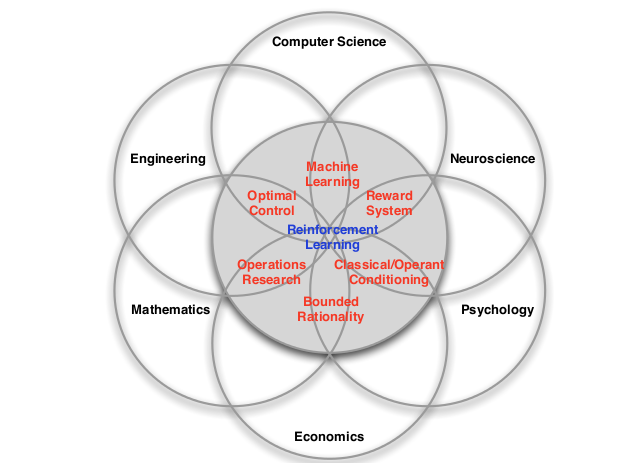 Computer Science
Engineering
Neuroscience
Machine
Learning
Optimal
Control
Reward
System
Reinforcement
Learning
Operations
Research
Classical/Operant
Conditioning
Bounded
Rationality
Mathematics
Psychology
Economics